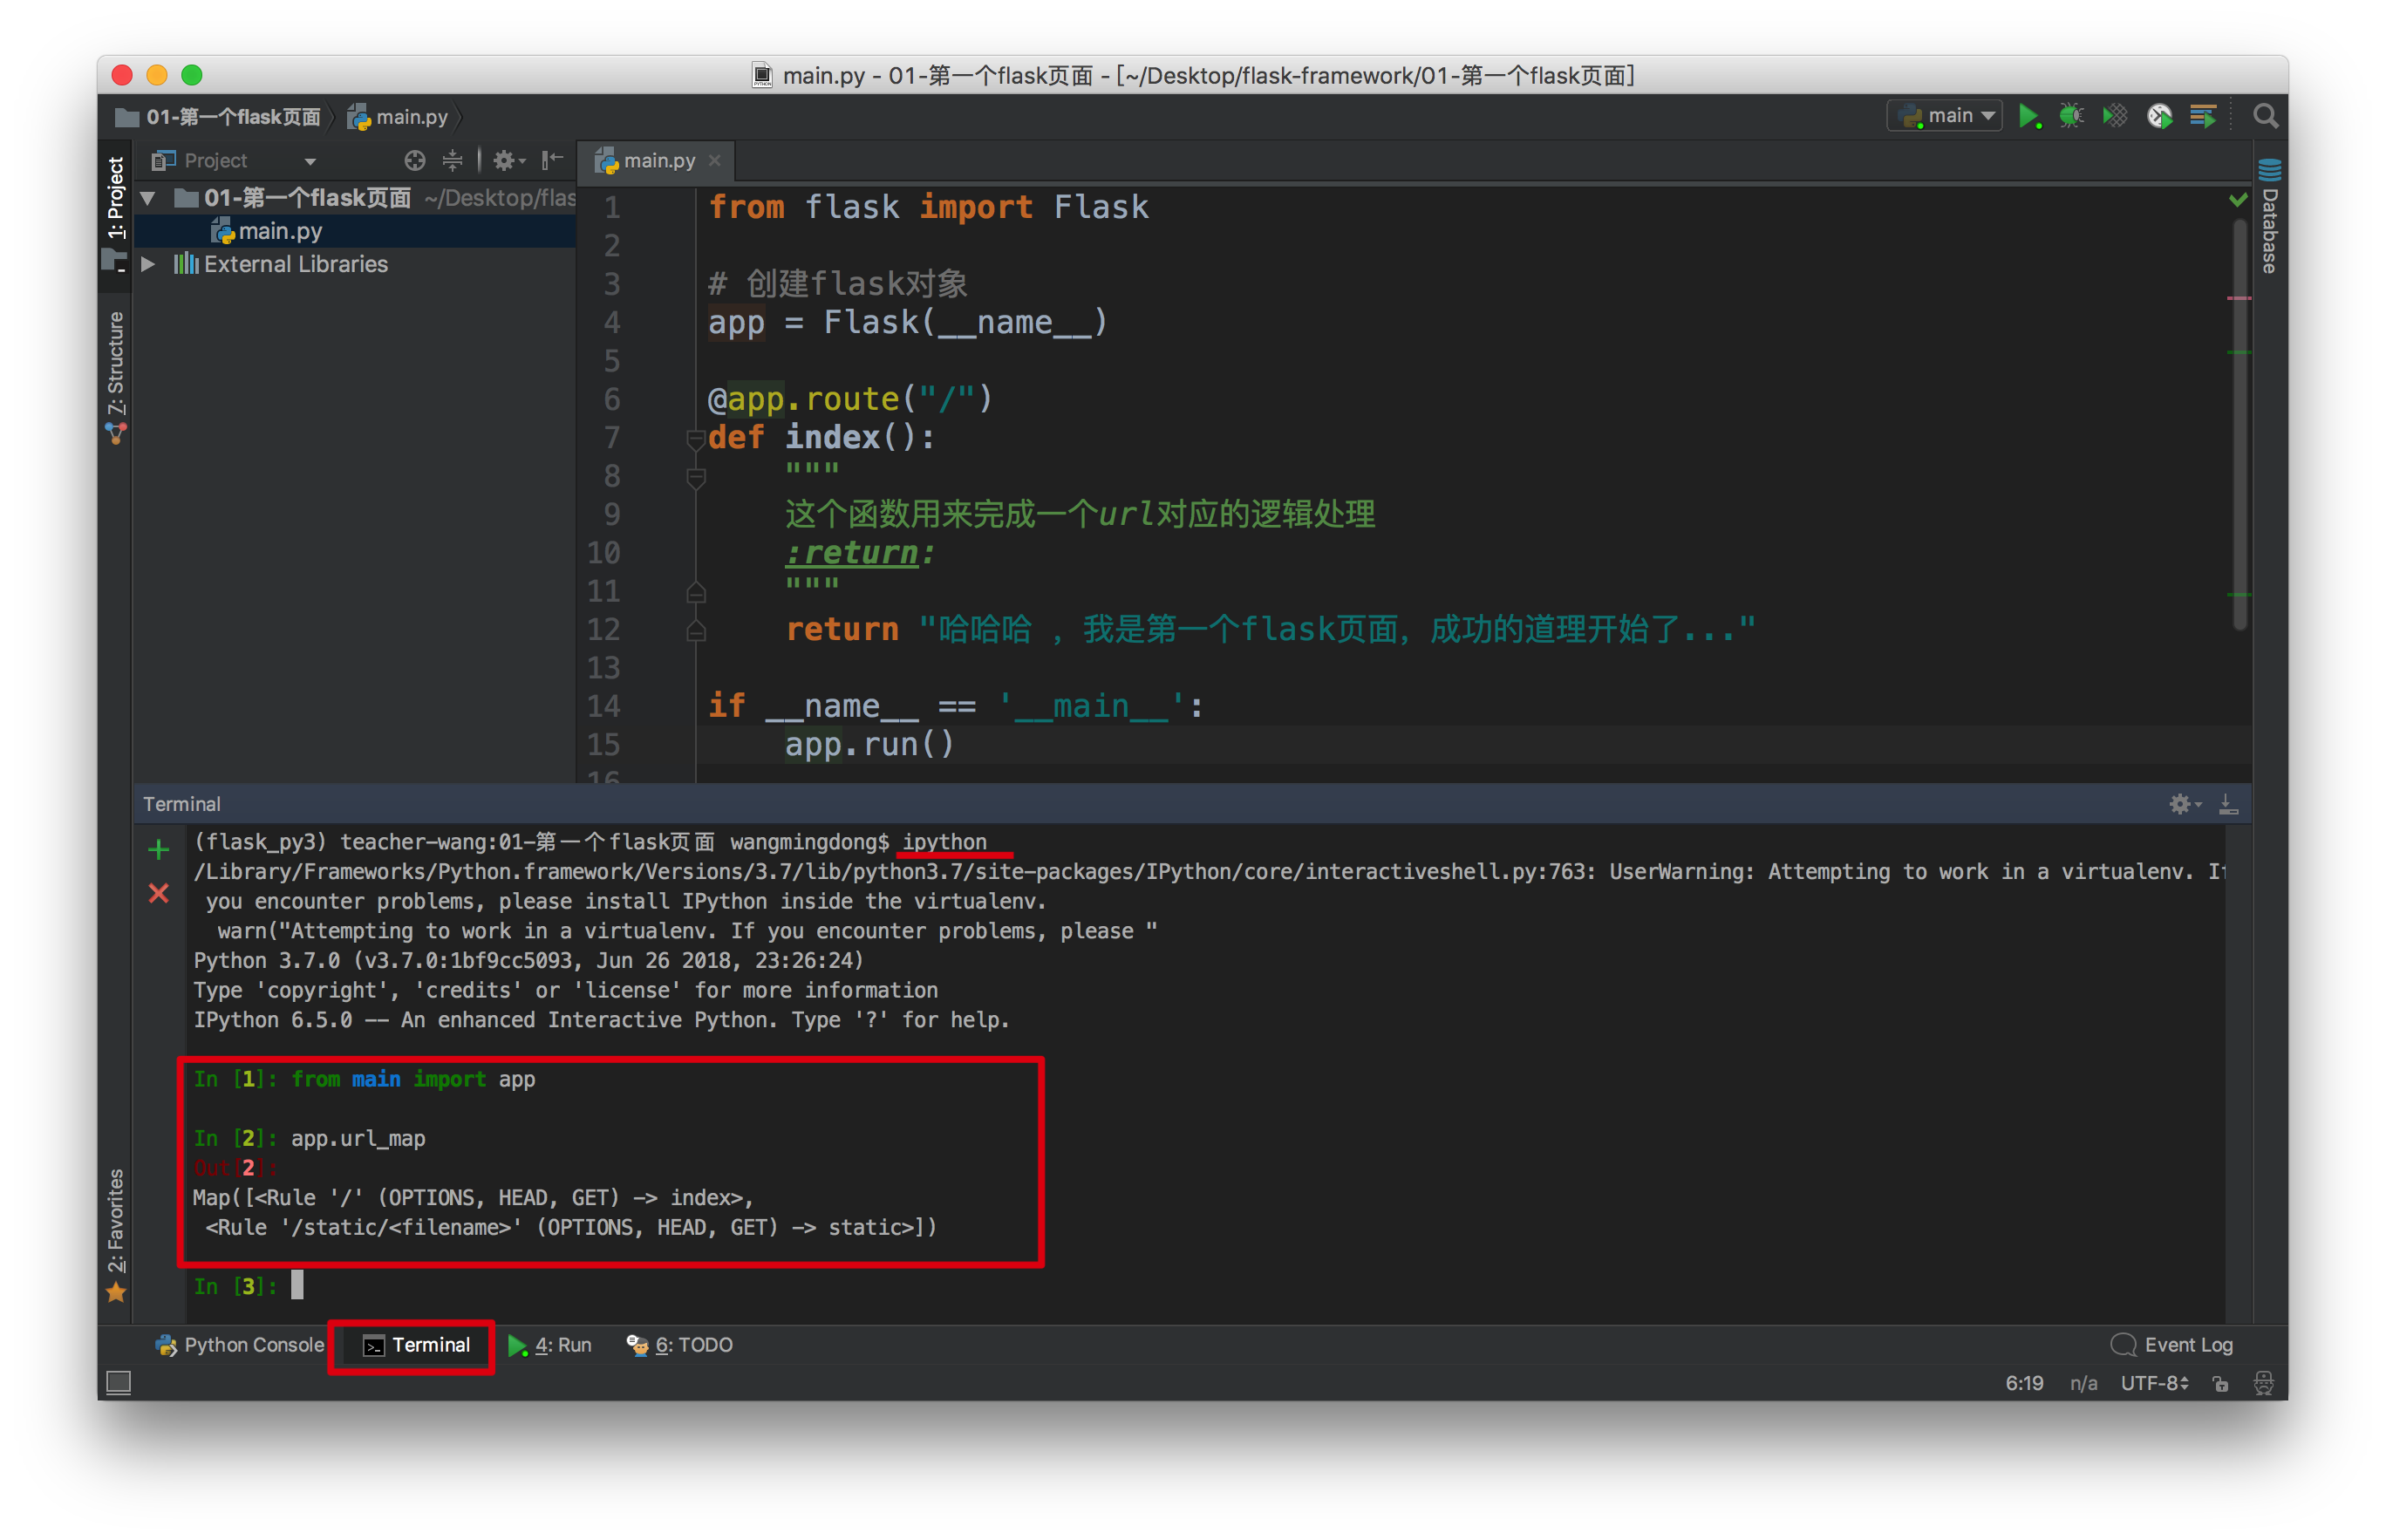 main.py - 01-第一个flask页面 - [~/Desktop/flask-framework/01-第一个flask页面]
01-第一个flask页面 main.py
main
1: Project
Project
main.py
01-第一个flask页面 ~/Desktop/flas
main.py
External Libraries
7: Structure
2: Favorites
Database
1 from flask import Flask
2
3 # 创建flask对象
4 app = Flask(__name__)
5
6 @app.route("/")
7 def index():
8 """
9 这个函数用来完成一个url对应的逻辑处理
10 :return:
11 """
12 return "哈哈哈 ，我是第一个flask页面，成功的道理开始了..."
13
14 if __name__ == '__main__':
15 app.run()
16
Terminal
(flask_py3) teacher-wang:01-第一个flask页面 wangmingdong$ ipython
/Library/Frameworks/Python.framework/Versions/3.7/lib/python3.7/site-packages/IPython/core/interactiveshell.py:763: UserWarning: Attempting to work in a virtualenv. If
you encounter problems, please install IPython inside the virtualenv.
warn("Attempting to work in a virtualenv. If you encounter problems, please "
Python 3.7.0 (v3.7.0:1bf9cc5093, Jun 26 2018, 23:26:24)
Type 'copyright', 'credits' or 'license' for more information
IPython 6.5.0 -- An enhanced Interactive Python. Type '?' for help.
In [1]: from main import app
In [2]: app.url_map
Out[2]:
Map([<Rule '/' (OPTIONS, HEAD, GET) -> index>,
<Rule '/static/<filename>' (OPTIONS, HEAD, GET) -> static>])
In [3]:
Python Console Terminal 4: Run 6: TODO Event Log
6:19 n/a UTF-8